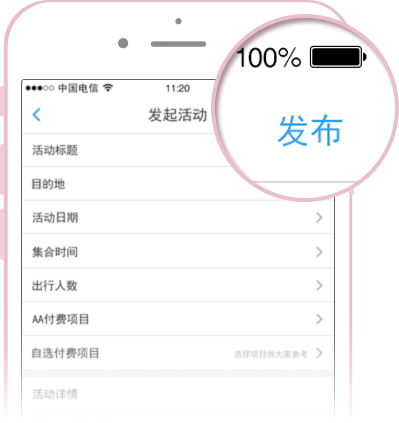 中国电信 11:20 100%
发起活动 发布
活动标题
目的地
活动日期
集合时间
出行人数
AA付费项目
自选付费项目 选择项目供大家参考
活动详情